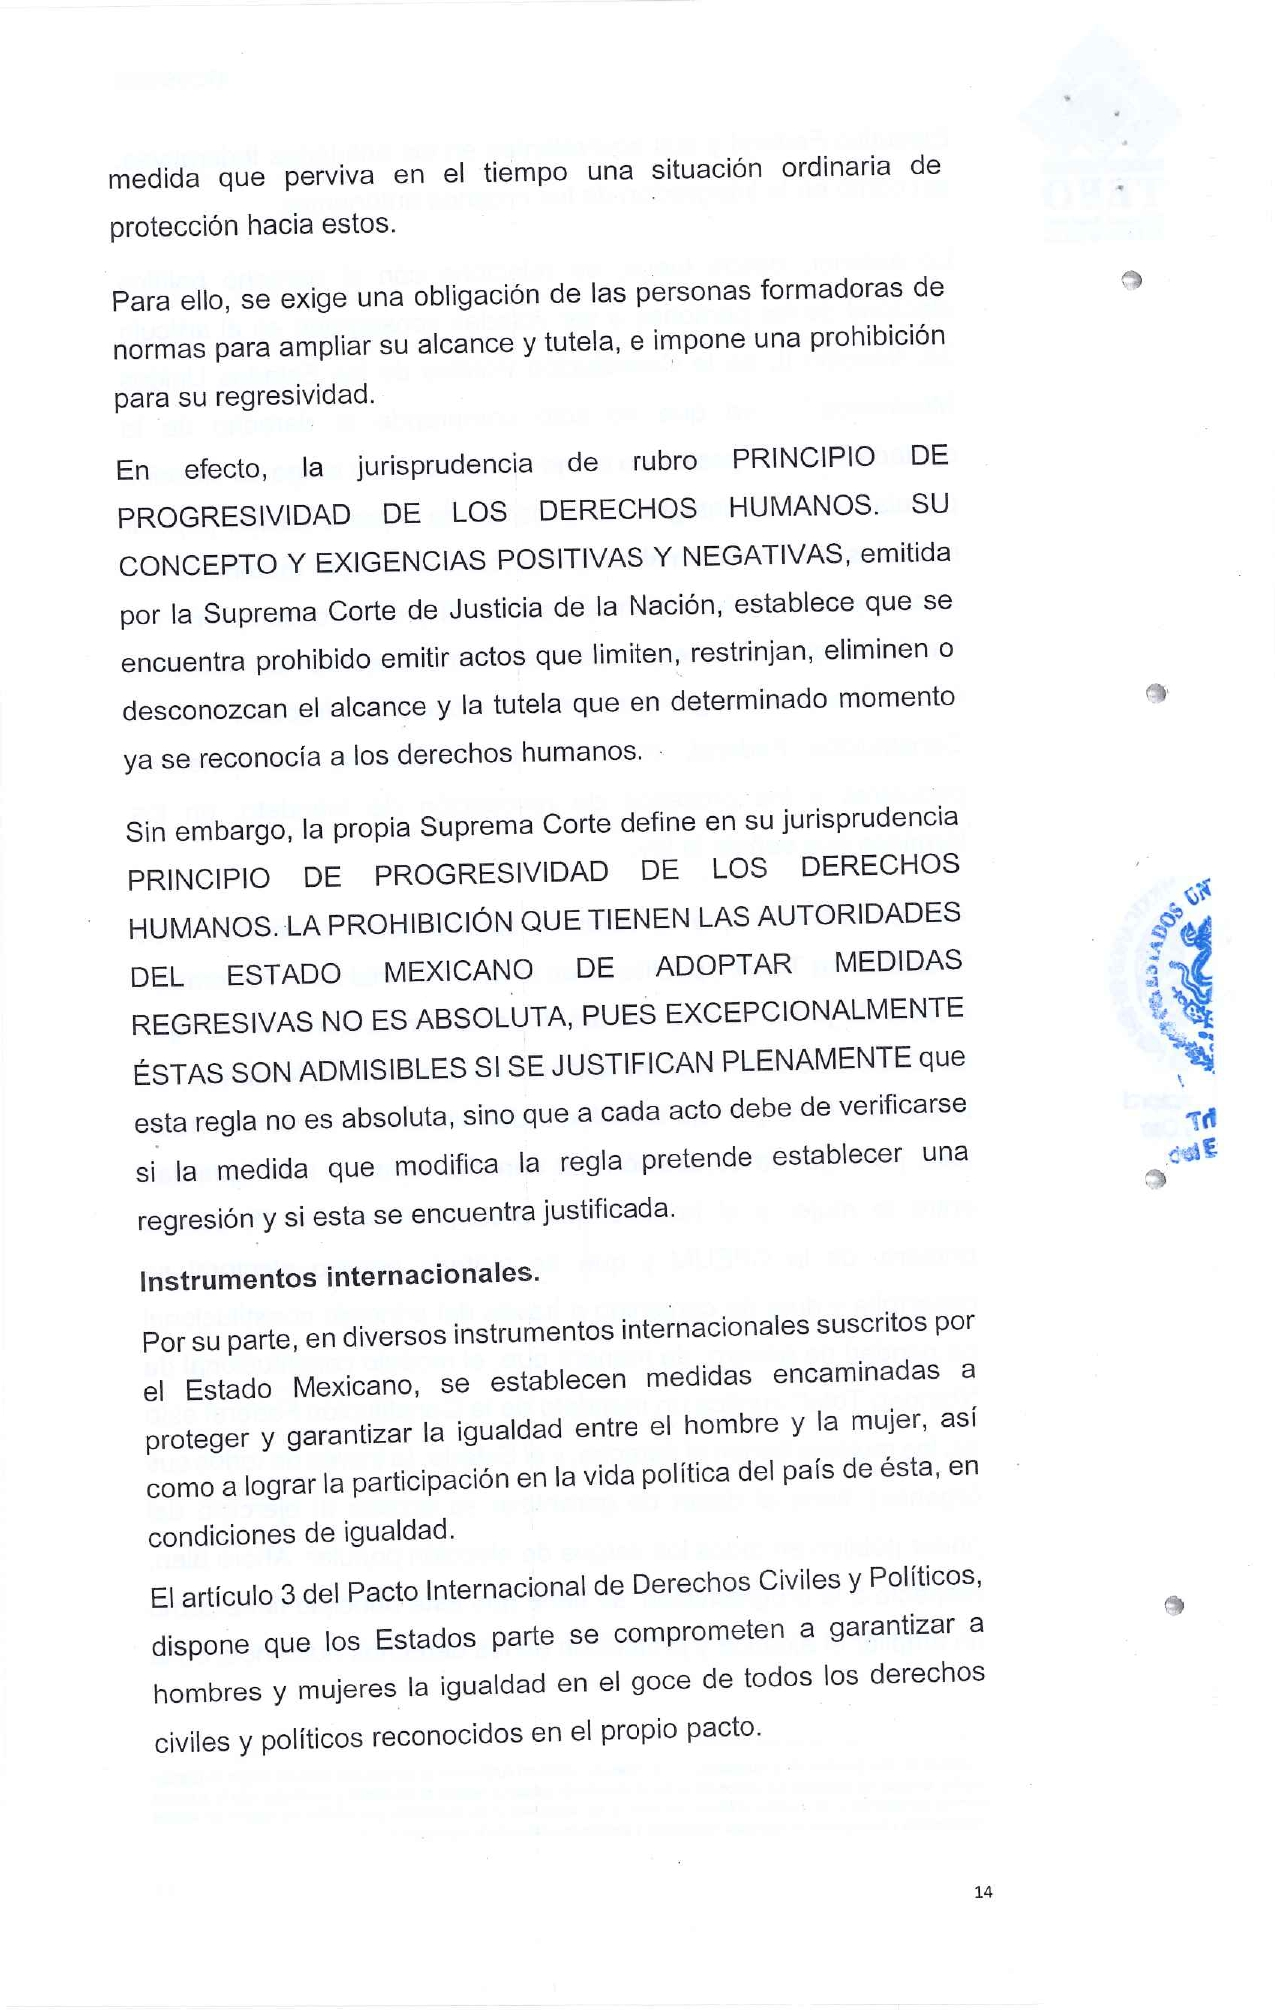 medida que perviva en el tiempo una situación ordinaria de
protección hacia estos.
Para ello, se exige una obligación de las personas formadoras de
normas para ampliar su alcance y tutela, e impone una prohibición
para su regresividad.
En efecto, la jurisprudencia de rubro PRINCIPIO DE
PROGRESIVIDAD DE LOS DERECHOS HUMANOS. SU
CONCEPTO Y EXIGENCIAS POSITIVAS Y NEGATIVAS, emitida
por la Suprema Corte de Justicia de la Nación, establece que se
encuentra prohibido emitir actos que limiten, restrinjan, eliminen o
desconozcan el alcance y la tutela que en determinado momento
ya se reconocía a los derechos humanos.
Sin embargo, la propia Suprema Corte define en su jurisprudencia
PRINCIPIO DE PROGRESIVIDAD DE LOS DERECHOS
HUMANOS. LA PROHIBICIÓN QUE TIENEN LAS AUTORIDADES
DEL ESTADO MEXICANO DE ADOPTAR MEDIDAS
REGRESIVAS NO ES ABSOLUTA, PUES EXCEPCIONALMENTE
ÉSTAS SON ADMISIBLES SI SE JUSTIFICAN PLENAMENTE que
esta regla no es absoluta, sino que a cada acto debe de verificarse
si la medida que modifica la regla pretende establecer una
regresión y si esta se encuentra justificada.
Instrumentos internacionales.
Por su parte, en diversos instrumentos internacionales suscritos por
el Estado Mexicano, se establecen medidas encaminadas a
proteger y garantizar la igualdad entre el hombre y la mujer, así
como a lograr la participación en la vida política del país de ésta, en
condiciones de igualdad.
El artículo 3 del Pacto Internacional de Derechos Civiles y Políticos,
dispone que los Estados parte se comprometen a garantizar a
hombres y mujeres la igualdad en el goce de todos los derechos
civiles y políticos reconocidos en el propio pacto.
14